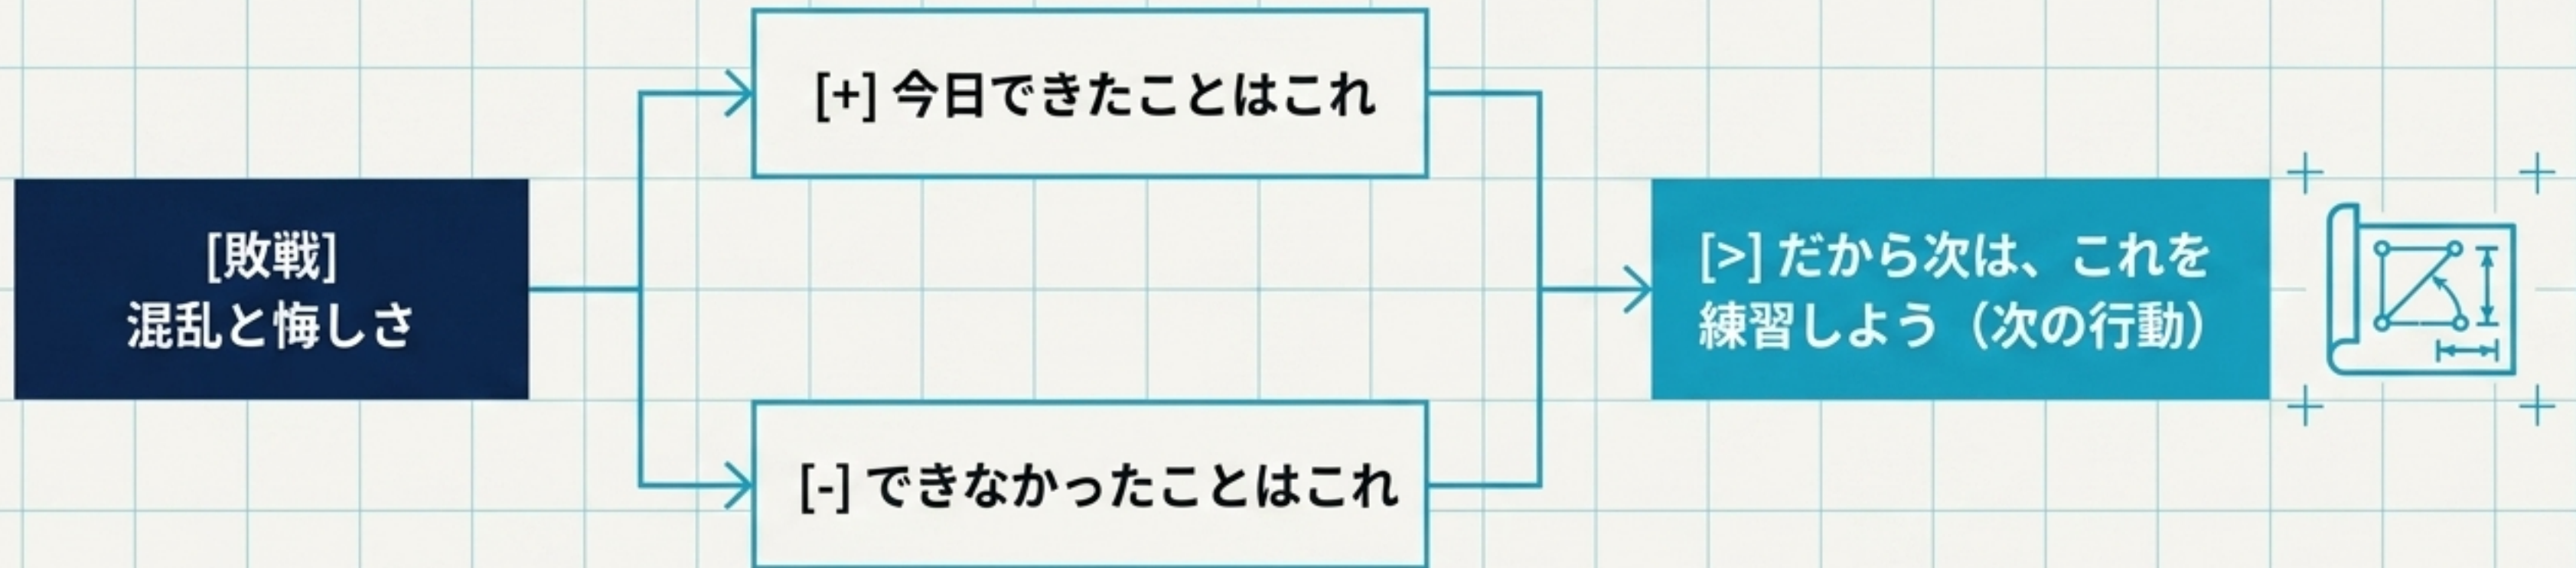 [敗戦]
混乱と悔しさ
[+] 今日できたことはこれ
[-] できなかったことはこれ
[>] だから次は、これを
練習しよう（次の行動）